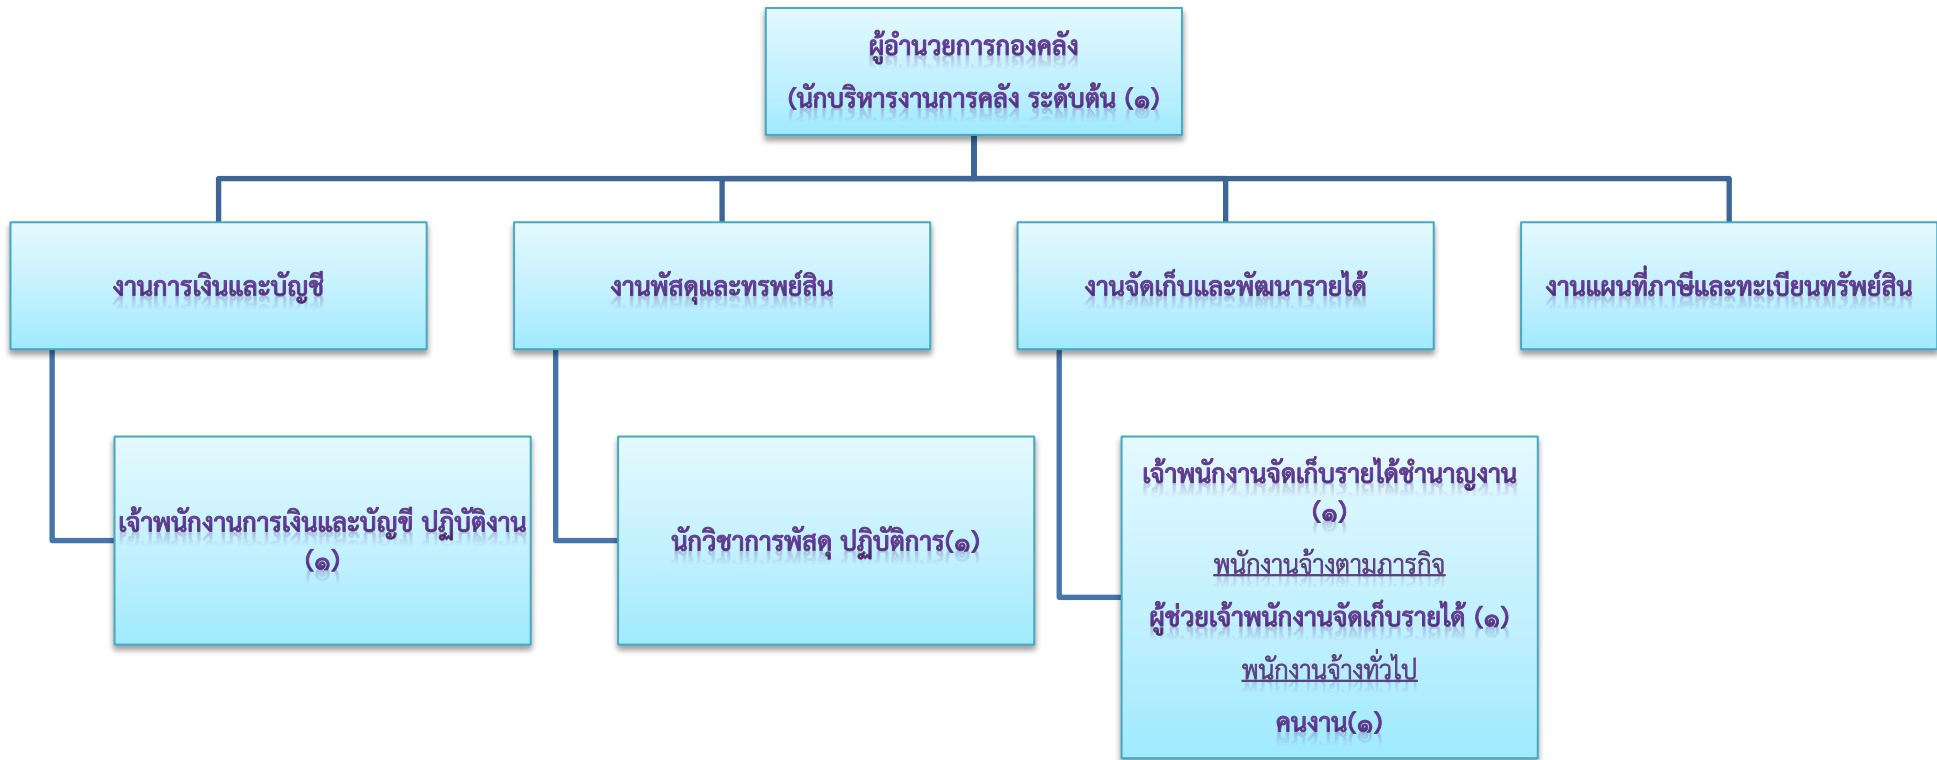 ผู้อำนวยการกองคลัง
(นักบริหารงานการคลัง ระดับต้น (๑)
งานการเงินและบัญชี
งานพัสดุและทรพย์สิน
งานจัดเก็บและพัฒนารายได้
งานแผนที่ภาษีและทะเบียนทรัพย์สิน
เจ้าพนักงานการเงินและบัญชี ปฏิบัติงาน
(๑)
นักวิชาการพัสดุ ปฏิบัติการ(๑)
เจ้าพนักงานจัดเก็บรายได้ชำนาญงาน
(๑)
พนักงานจ้างตามภารกิจ
ผู้ช่วยเจ้าพนักงานจัดเก็บรายได้ (๑)
พนักงานจ้างทั่วไป
คนงาน(๑)